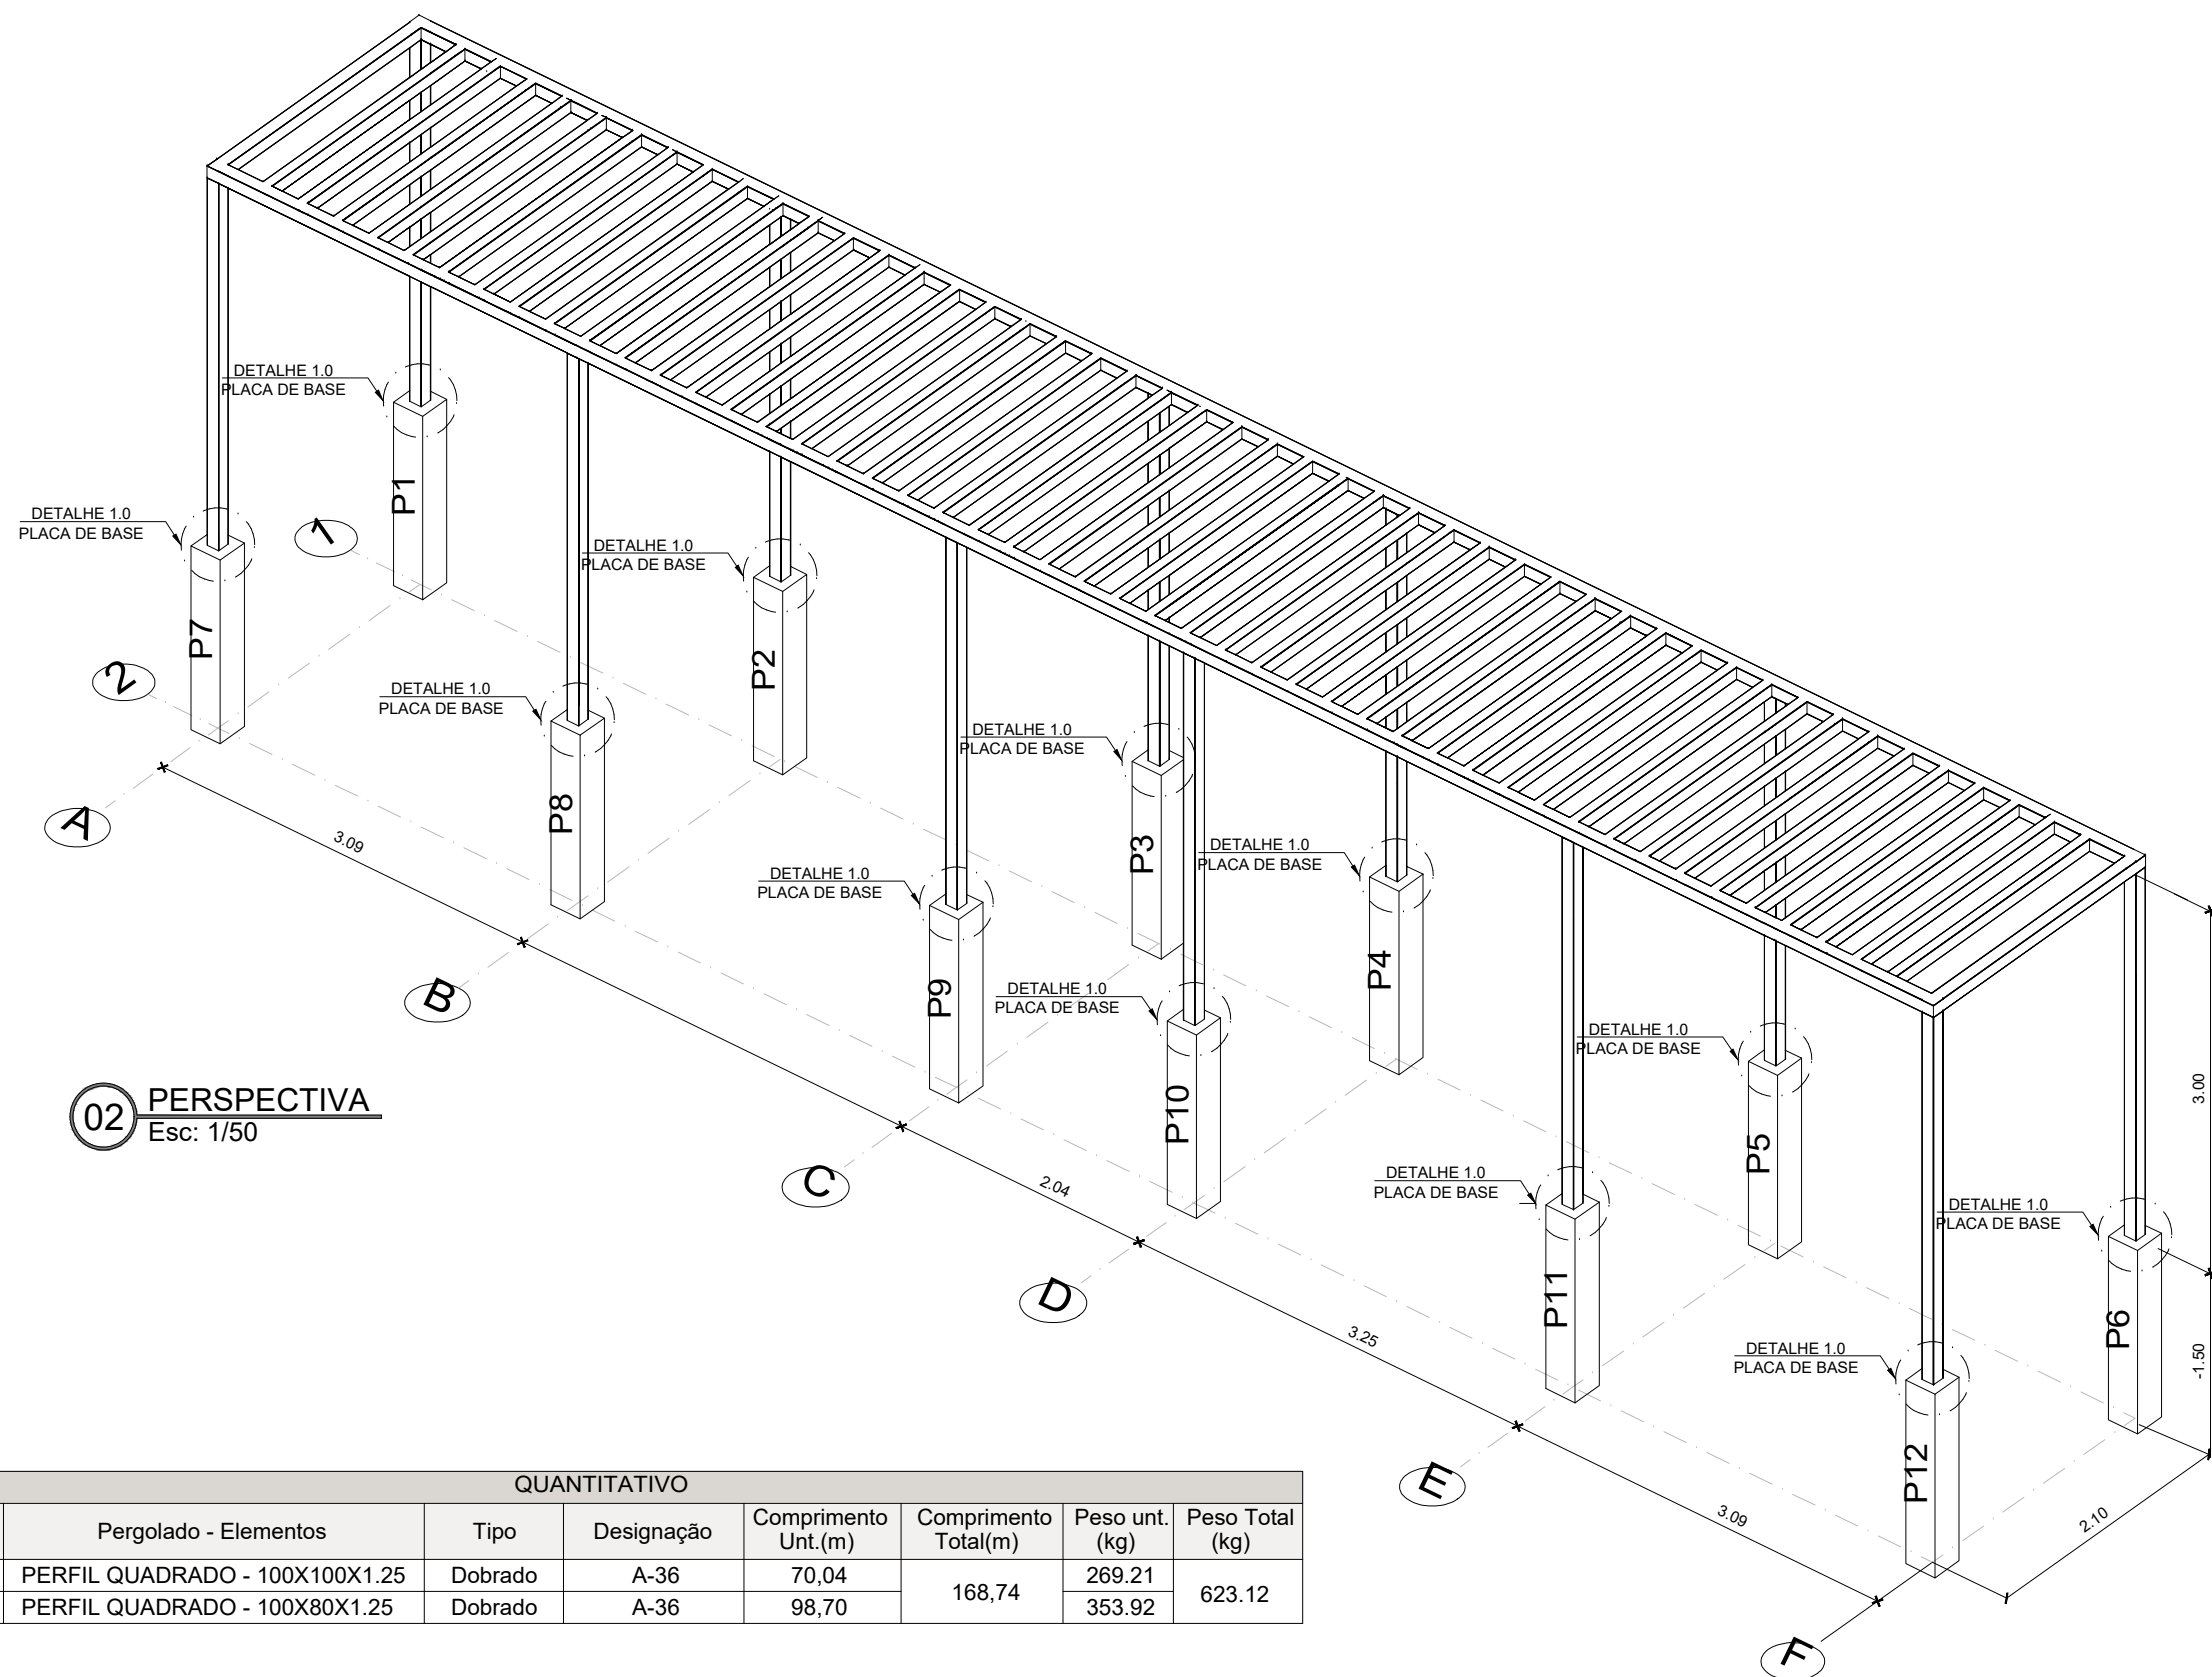 DETALHE 1.0
PLACA DE BASE
P1
DETALHE 1.0
PLACA DE BASE
P7
1
2
DETALHE 1.0
PLACA DE BASE
P2
DETALHE 1.0
PLACA DE BASE
P8
DETALHE 1.0
PLACA DE BASE
P3
DETALHE 1.0
PLACA DE BASE
P4
DETALHE 1.0
PLACA DE BASE
P9
DETALHE 1.0
PLACA DE BASE
P10
DETALHE 1.0
PLACA DE BASE
P5
DETALHE 1.0
PLACA DE BASE
P11
DETALHE 1.0
PLACA DE BASE
P6
DETALHE 1.0
PLACA DE BASE
P12
A
3.09
B
C
2.04
D
3.25
E
3.09
F
2.10
3.00
-1.50
02
PERSPECTIVA
Esc: 1/50
QUANTITATIVO
Pergolado - Elementos Tipo Designação Comprimento Unt.(m) Comprimento Total(m) Peso unt. (kg) Peso Total (kg)
PERFIL QUADRADO - 100X100X1.25 Dobrado A-36 70,04 168,74 269.21 623.12
PERFIL QUADRADO - 100X80X1.25 Dobrado A-36 98,70 353.92